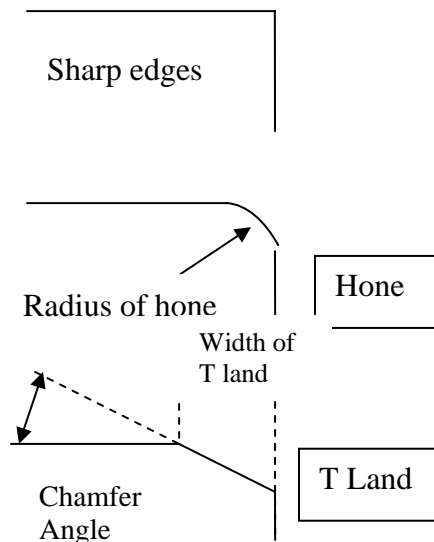 Sharp edges
Radius of hone
Hone
Width of
T land
T Land
Chamfer
Angle